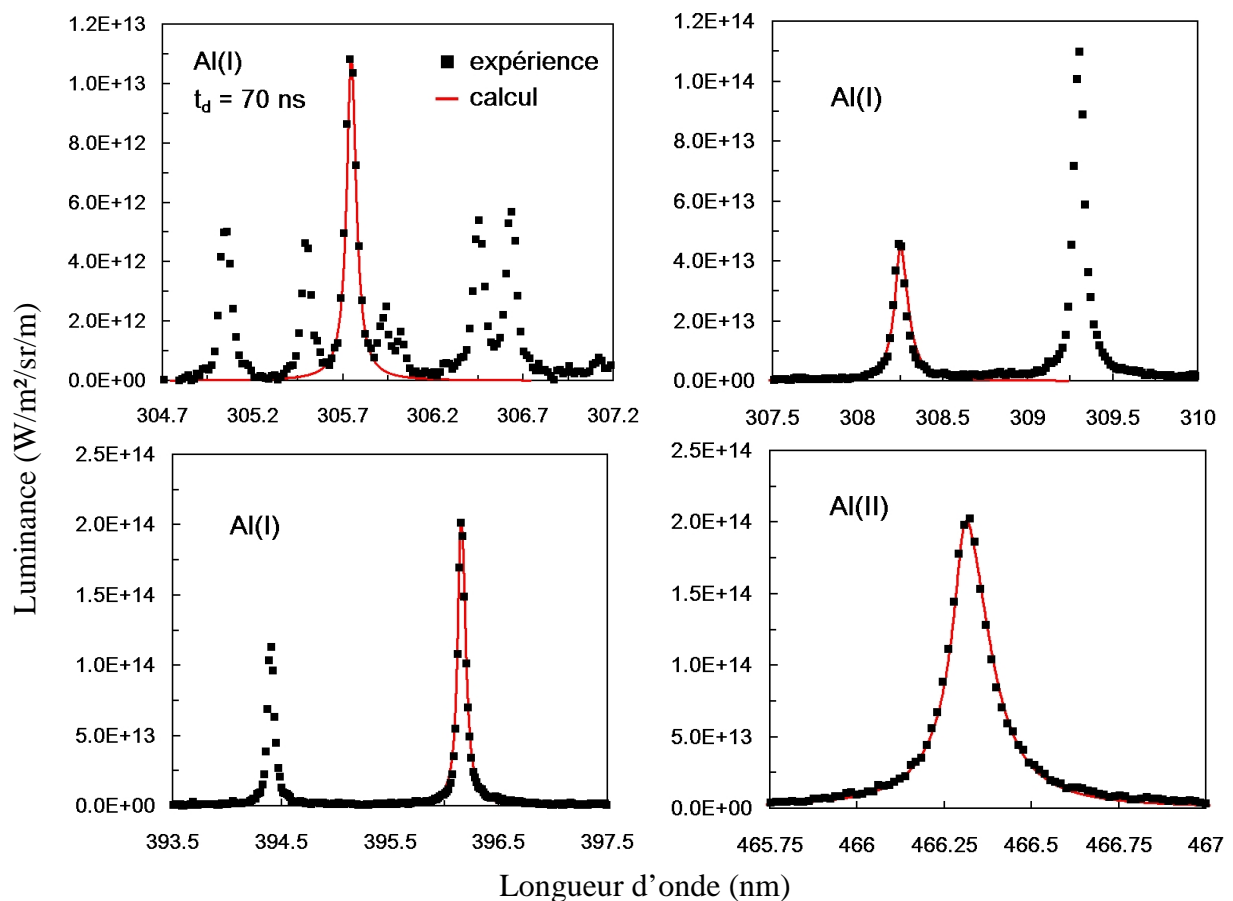 Luminance (W/m²/sr/m)
1.2E+13
1.0E+13
8.0E+12
6.0E+12
4.0E+12
2.0E+12
0.0E+00
Al(I)
t_d = 70 ns
expérience
calcul
304.7 305.2 305.7 306.2 306.7 307.2
1.2E+14
1.0E+14
8.0E+13
6.0E+13
4.0E+13
2.0E+13
0.0E+00
Al(I)
307.5 308 308.5 309 309.5 310
2.5E+14
2.0E+14
1.5E+14
1.0E+14
5.0E+13
0.0E+00
Al(I)
393.5 394.5 395.5 396.5 397.5
2.5E+14
2.0E+14
1.5E+14
1.0E+14
5.0E+13
0.0E+00
Al(II)
465.75 466 466.25 466.5 466.75 467
Longueur d’onde (nm)